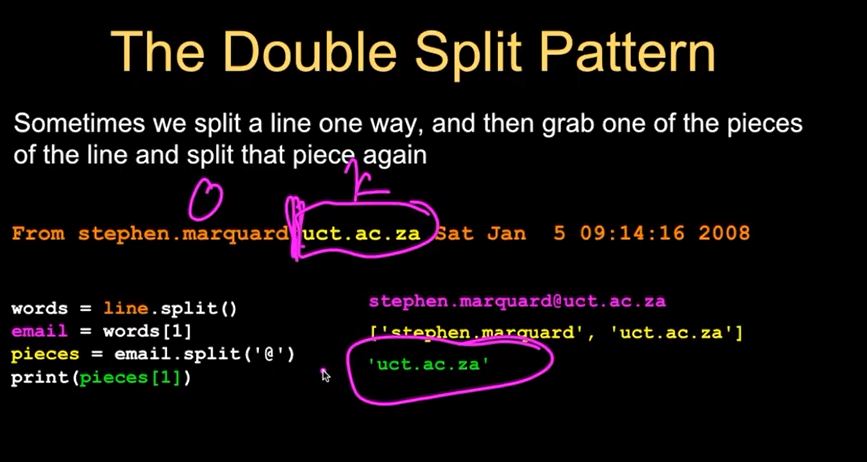 The Double Split Pattern
Sometimes we split a line one way, and then grab one of the pieces
of the line and split that piece again
From stephen.marquard uct.ac.za Sat Jan  5 09:14:16 2008
words = line.split()
email = words[1]
pieces = email.split('@')
print(pieces[1])
stephen.marquard@uct.ac.za
['stephen.marquard', 'uct.ac.za']
'uct.ac.za'